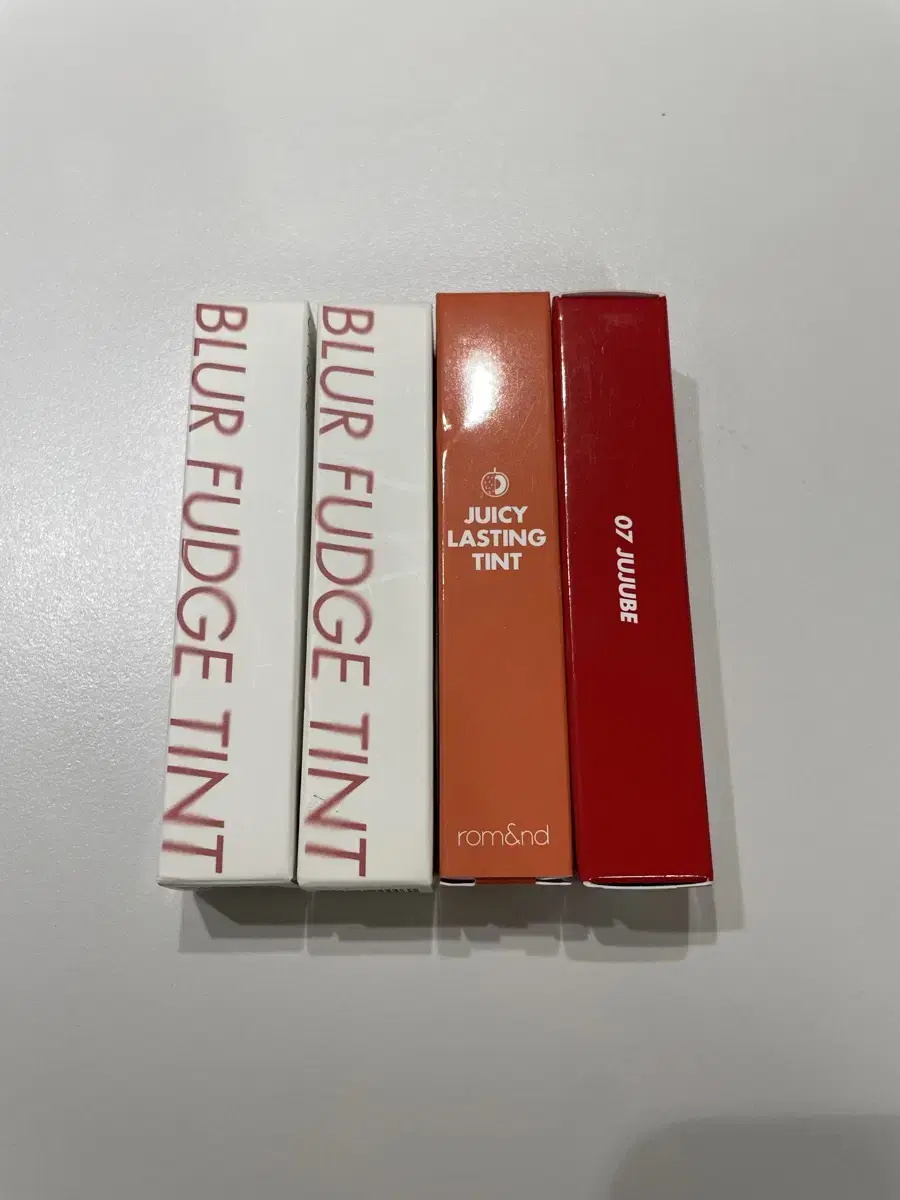 BLUR FUDGE TINT
BLUR FUDGE TINT
JUICY
LASTING
TINT
rom&nd
07 JUJUBE